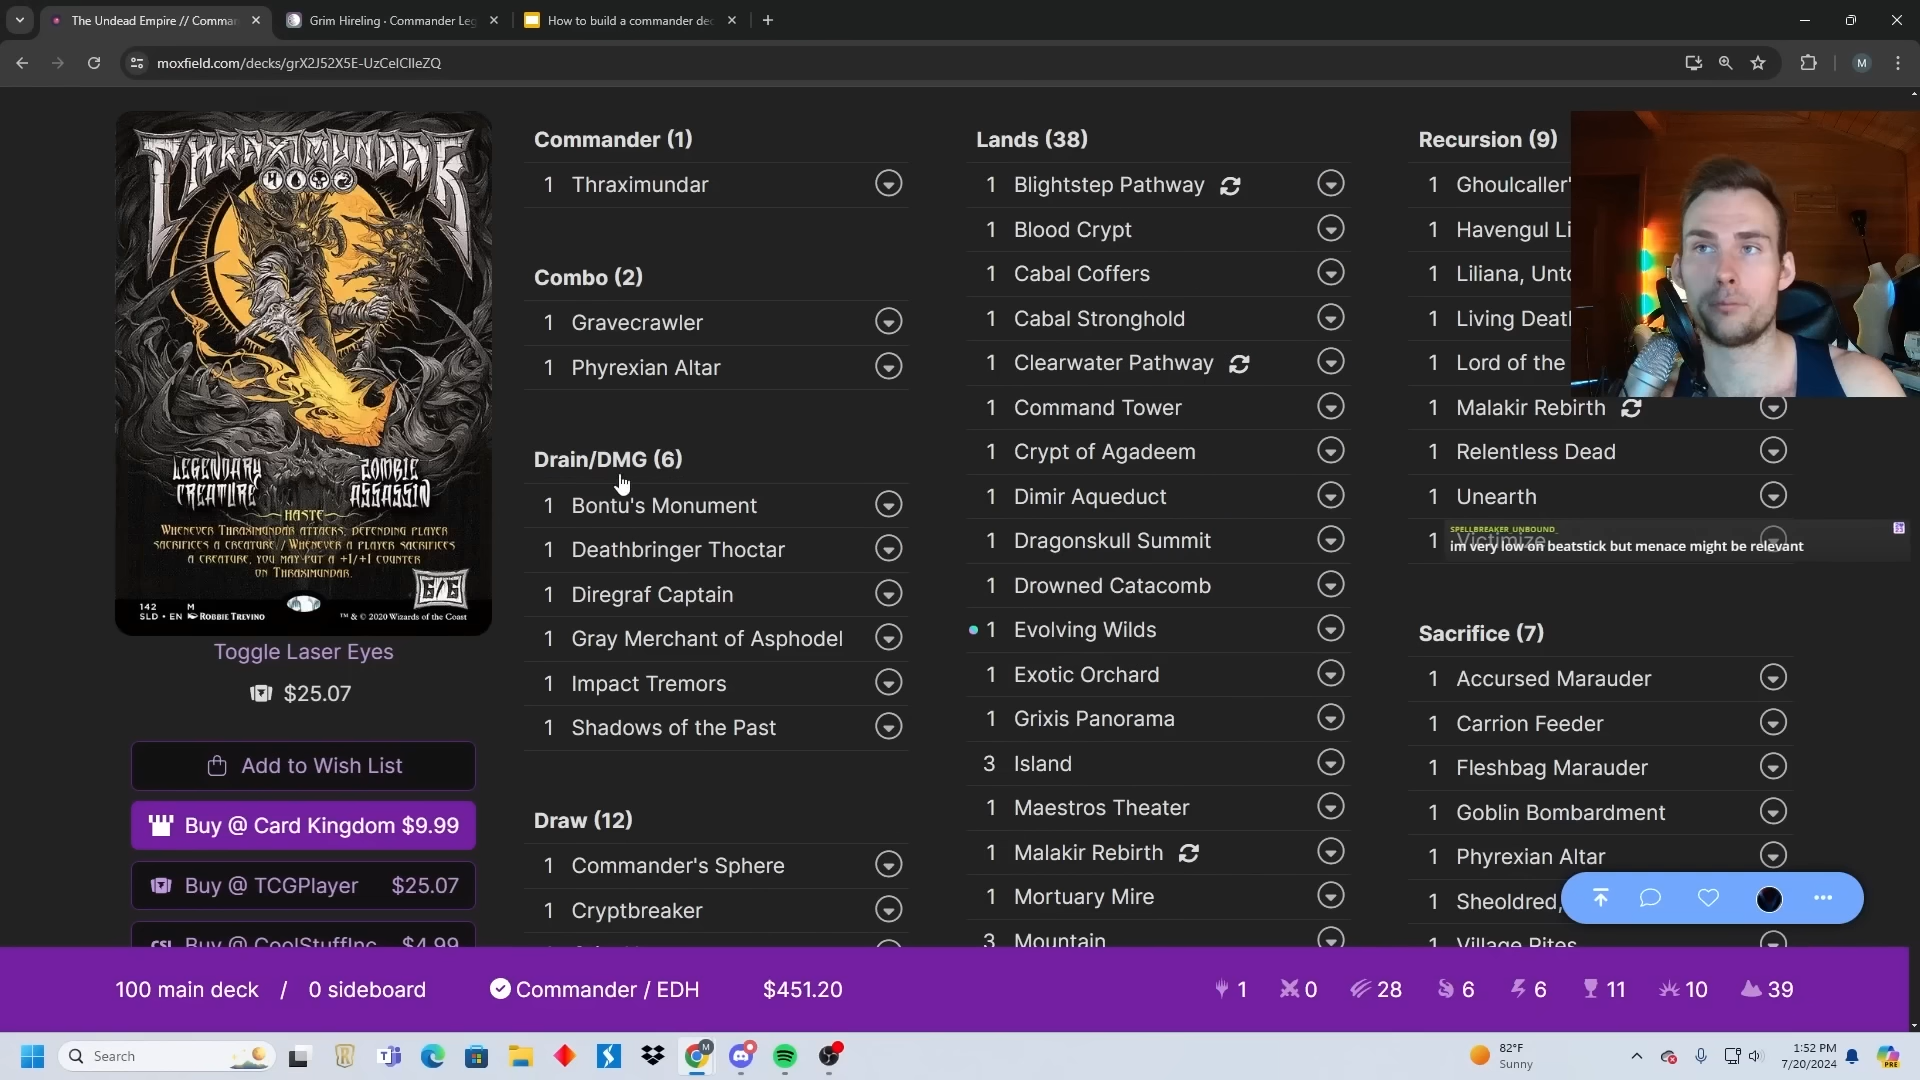 The Undead Empire // Comman
Grim Hireling · Commander Leg
How to build a commander dec
moxfield.com/decks/grX2J52X5E-UzCelCIleZQ
M
THRAXIMUNDAR
4
LEGENDARY CREATURE
ZOMBIE ASSASSIN
HASTE
WHENEVER THRAXIMUNDAR ATTACKS, DEFENDING PLAYER
SACRIFICES A CREATURE // WHENEVER A PLAYER SACRIFICES
A CREATURE, YOU MAY PUT A +1/+1 COUNTER
ON THRAXIMUNDAR.
6/6
142 M
SLD • EN ROBBIE TREVINO
™ & © 2020 Wizards of the Coast
Toggle Laser Eyes
$25.07
Add to Wish List
Buy @ Card Kingdom $9.99
Buy @ TCGPlayer $25.07
CSI Buy @ CoolStuffInc $4.99
Commander (1)
1 Thraximundar
Combo (2)
1 Gravecrawler
1 Phyrexian Altar
Drain/DMG (6)
1 Bontu's Monument
1 Deathbringer Thoctar
1 Diregraf Captain
1 Gray Merchant of Asphodel
1 Impact Tremors
1 Shadows of the Past
Draw (12)
1 Commander's Sphere
1 Cryptbreaker
Lands (38)
1 Blightstep Pathway
1 Blood Crypt
1 Cabal Coffers
1 Cabal Stronghold
1 Clearwater Pathway
1 Command Tower
1 Crypt of Agadeem
1 Dimir Aqueduct
1 Dragonskull Summit
1 Drowned Catacomb
1 Evolving Wilds
1 Exotic Orchard
1 Grixis Panorama
3 Island
1 Maestros Theater
1 Malakir Rebirth
1 Mortuary Mire
3 Mountain
Recursion (9)
1 Ghoulcaller'
1 Havengul Li
1 Liliana, Unto
1 Living Death
1 Lord of the
1 Malakir Rebirth
1 Relentless Dead
1 Unearth
1 Victimize
SPELLBREAKER_UNBOUND_
im very low on beatstick but menace might be relevant
Sacrifice (7)
1 Accursed Marauder
1 Carrion Feeder
1 Fleshbag Marauder
1 Goblin Bombardment
1 Phyrexian Altar
1 Sheoldred,
1 Village Rites
100 main deck / 0 sideboard
Commander / EDH
$451.20
1 0 28 6 6 11 10 39
Search
M
82°F
Sunny
1:52 PM
7/20/2024
PRE